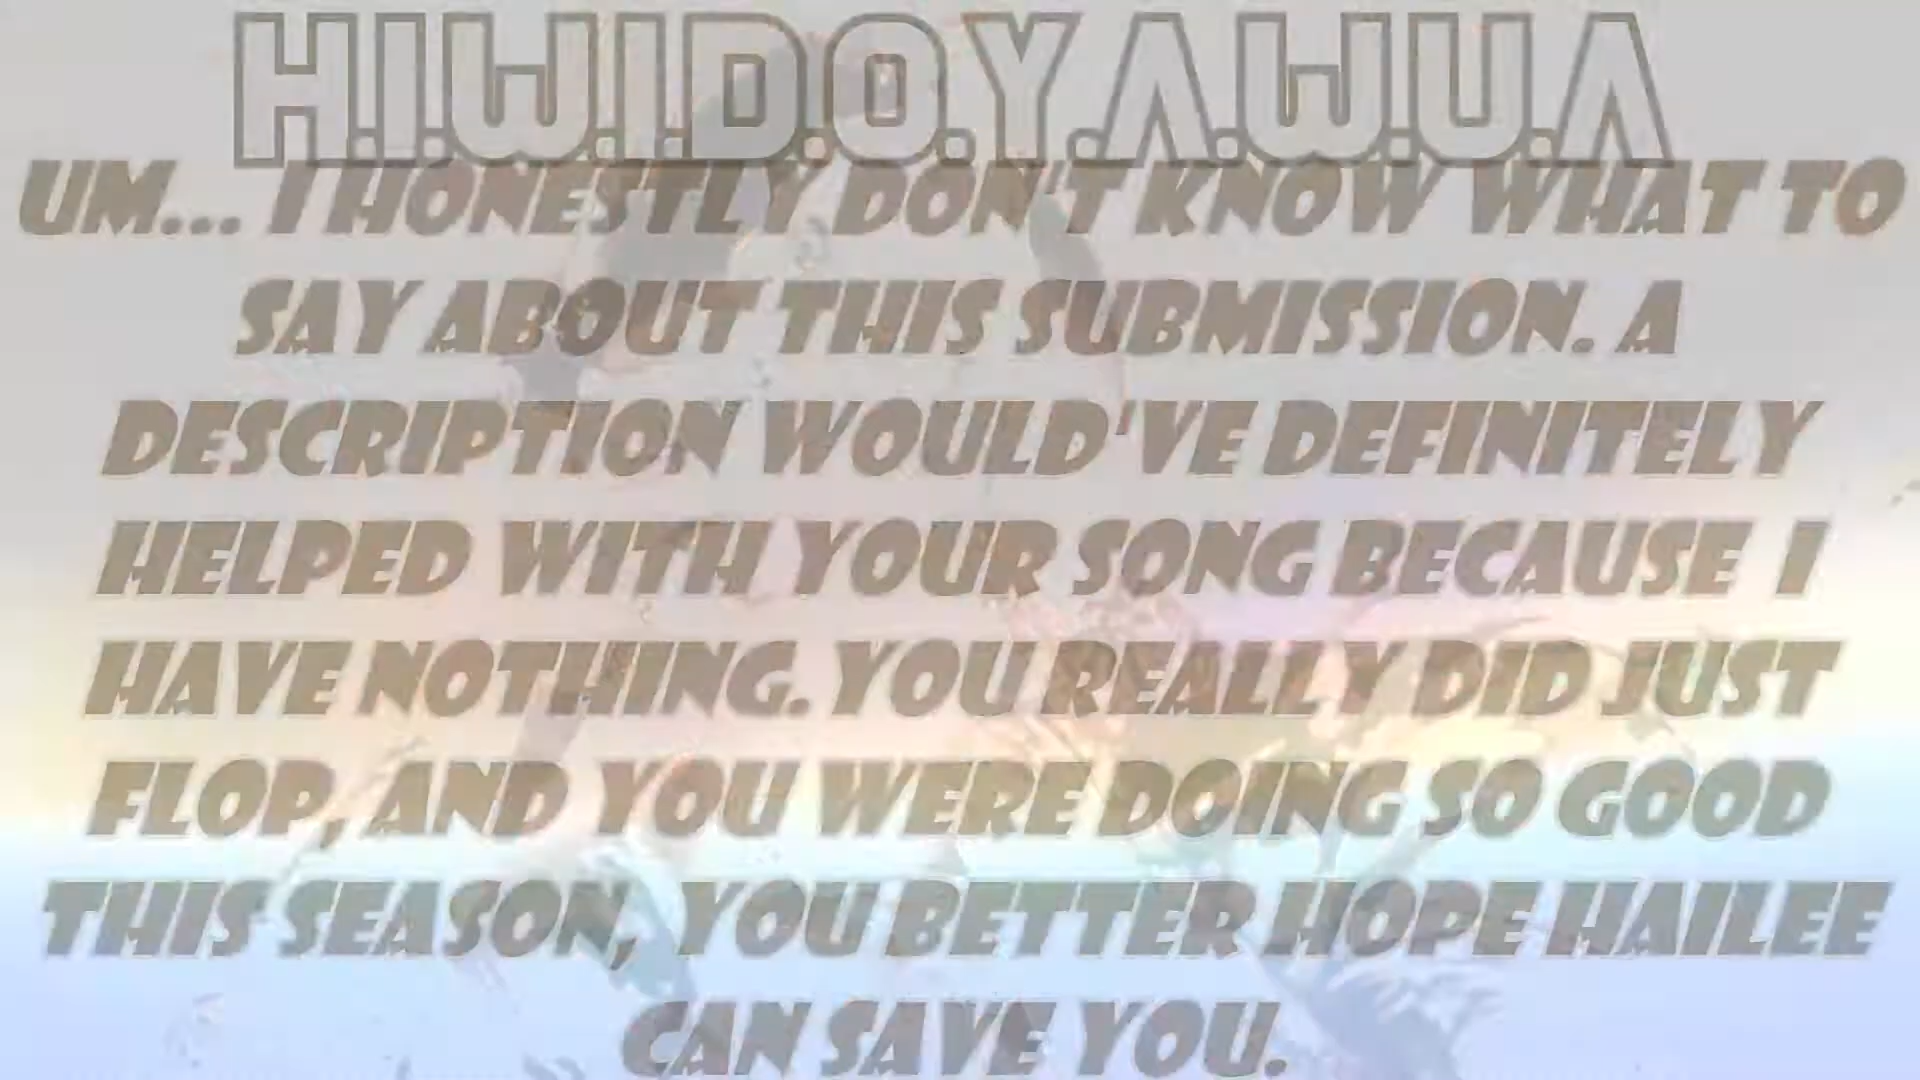 H.I.W.I.D.O.Y.A.W.U.A
UM... I HONESTLY DON'T KNOW WHAT TO
SAY ABOUT THIS SUBMISSION. A
DESCRIPTION WOULD'VE DEFINITELY
HELPED WITH YOUR SONG BECAUSE I
HAVE NOTHING. YOU REALLY DID JUST
FLOP, AND YOU WERE DOING SO GOOD
THIS SEASON, YOU BETTER HOPE HAILEE
CAN SAVE YOU.